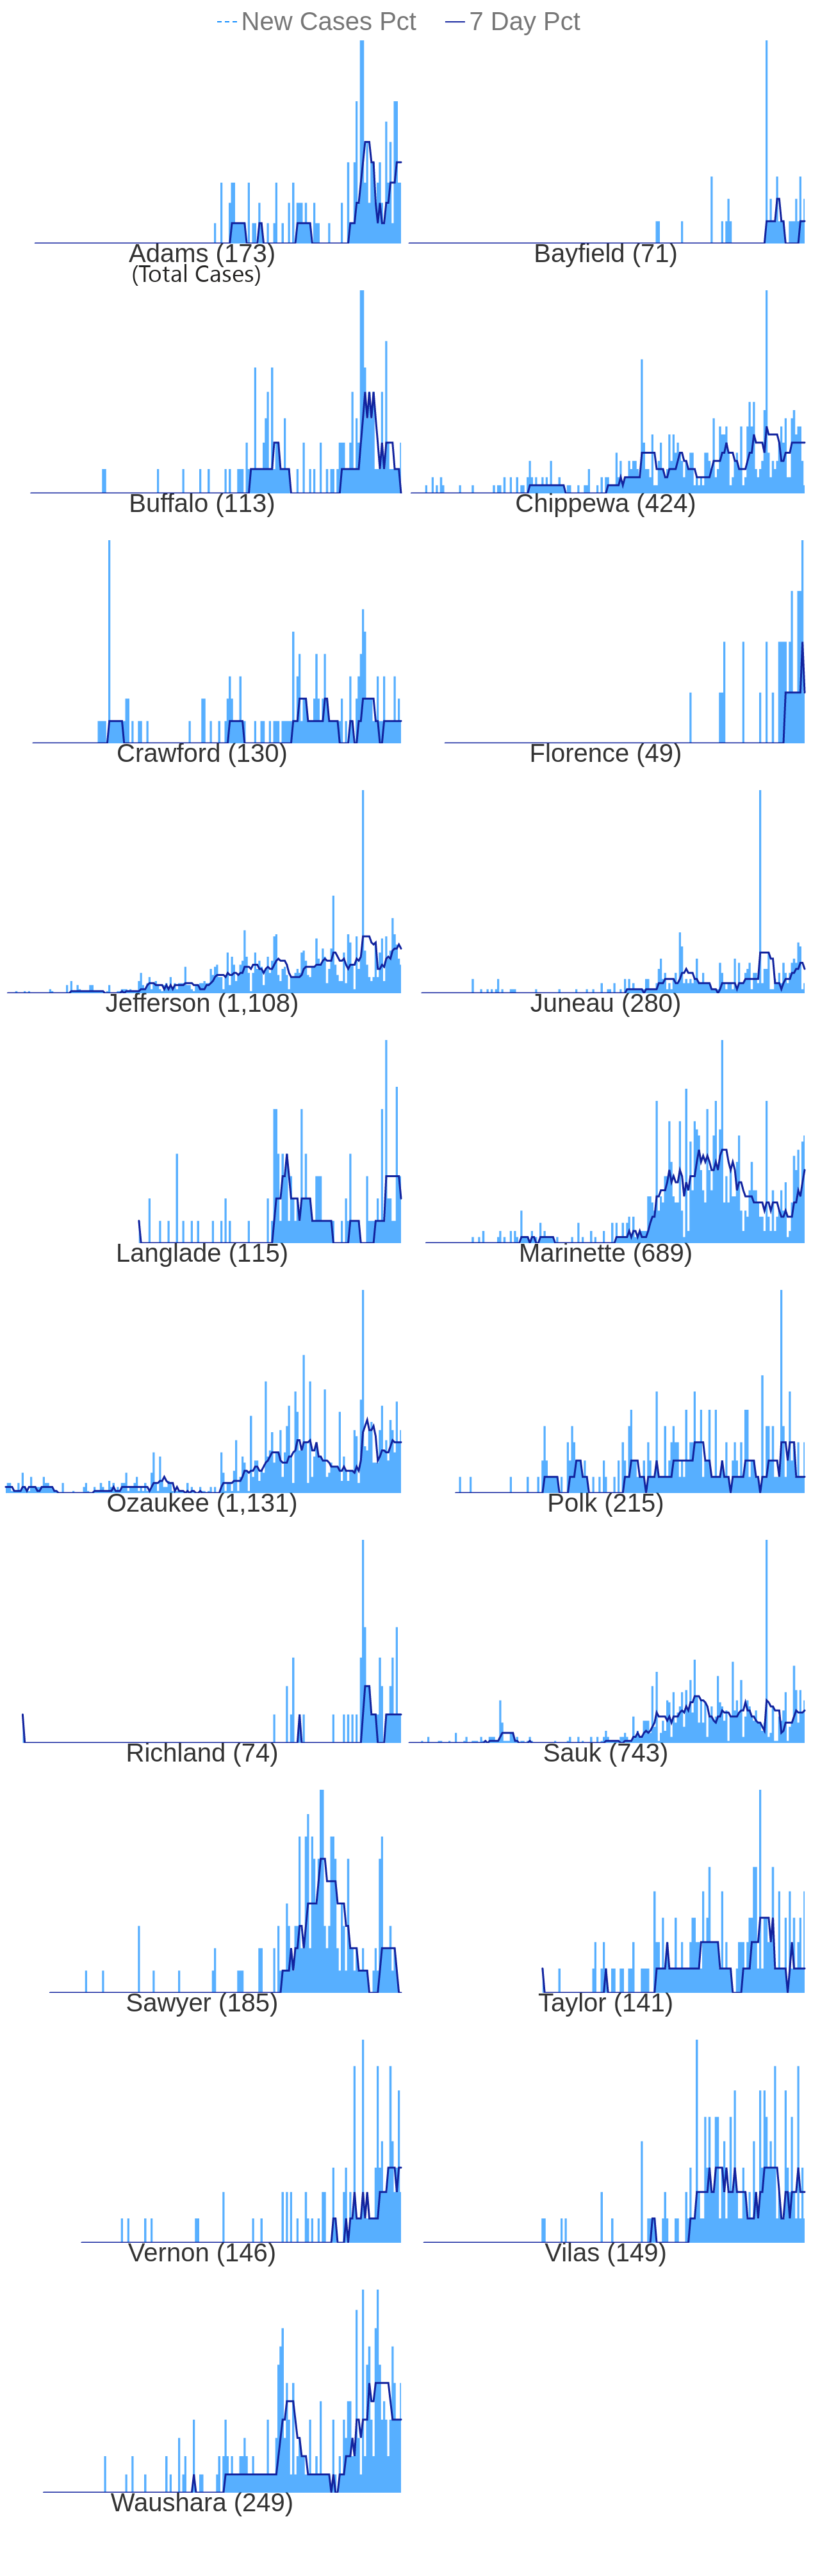 New Cases Pct 7 Day Pct
Adams (173) Bayfield (71)
(Total Cases)
Buffalo (113) Chippewa (424)
Crawford (130) Florence (49)
Jefferson (1,108) Juneau (280)
Langlade (115) Marinette (689)
Ozaukee (1,131) Polk (215)
Richland (74) Sauk (743)
Sawyer (185) Taylor (141)
Vernon (146) Vilas (149)
Waushara (249)